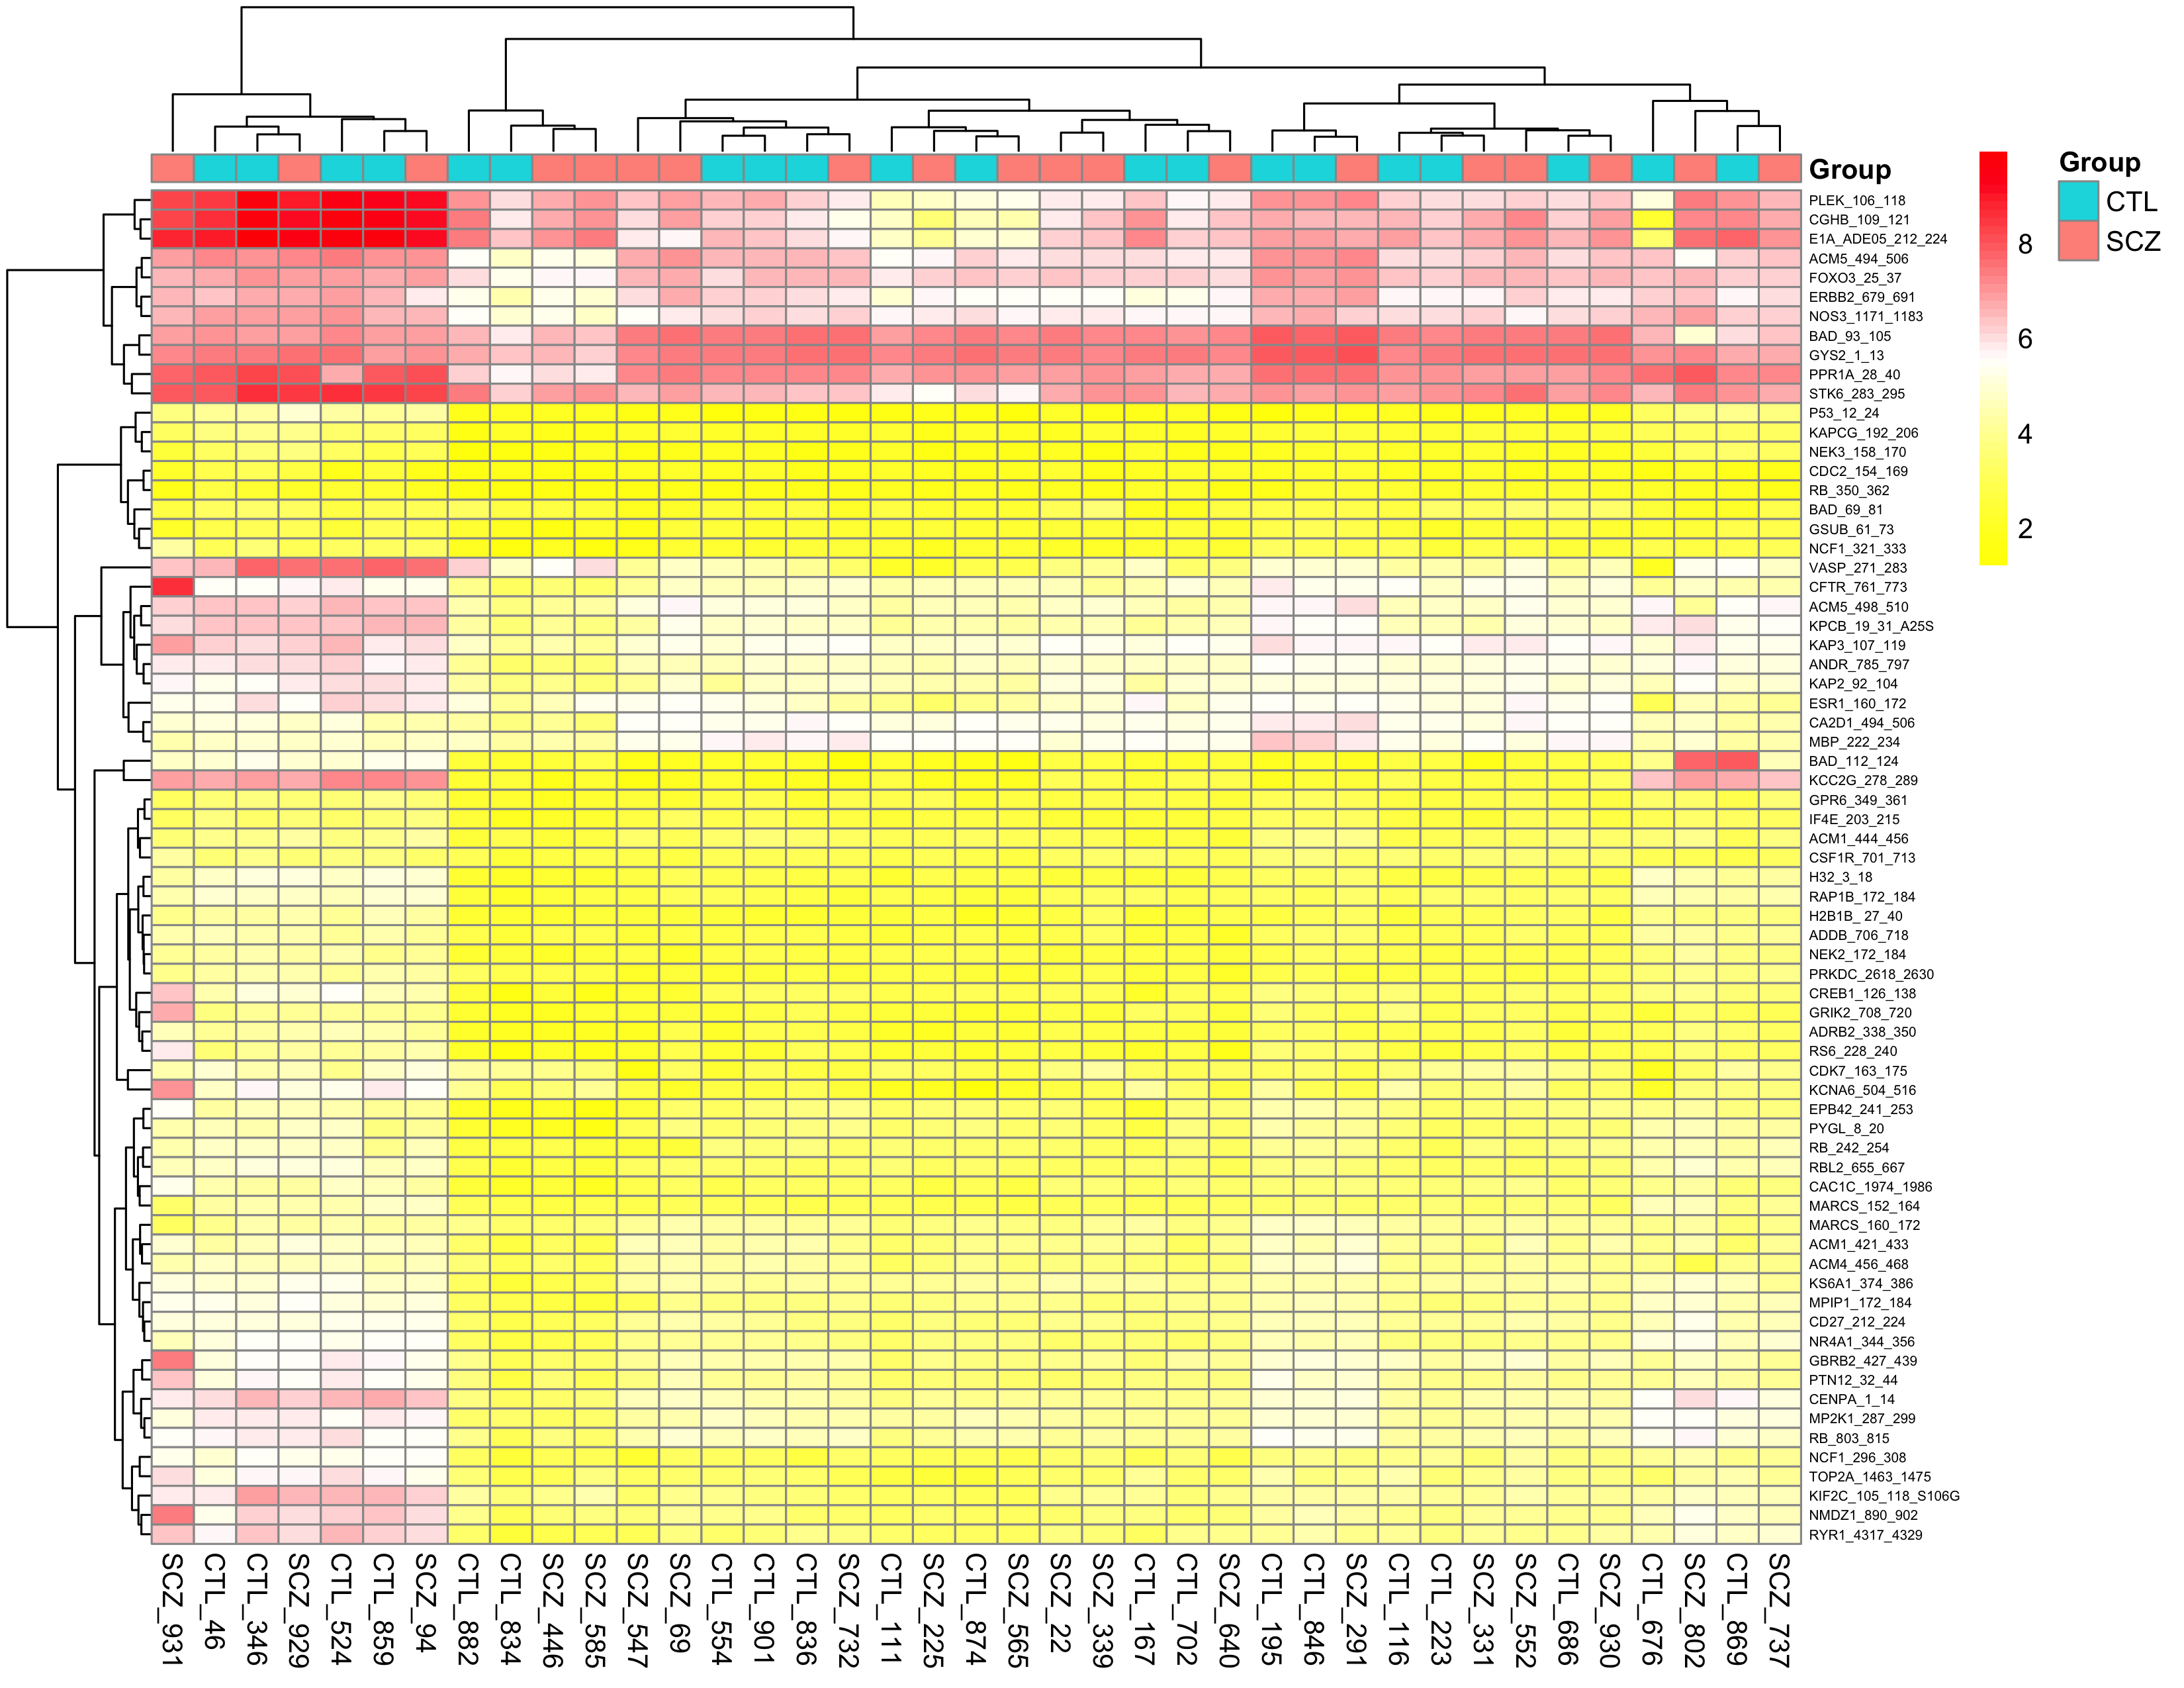 Group
PLEK_106_118
CGHB_109_121
E1A_ADE05_212_224
ACM5_494_506
FOXO3_25_37
ERBB2_679_691
NOS3_1171_1183
BAD_93_105
GYS2_1_13
PPR1A_28_40
STK6_283_295
P53_12_24
KAPCG_192_206
NEK3_158_170
CDC2_154_169
RB_350_362
BAD_69_81
GSUB_61_73
NCF1_321_333
VASP_271_283
CFTR_761_773
ACM5_498_510
KPCB_19_31_A25S
KAP3_107_119
ANDR_785_797
KAP2_92_104
ESR1_160_172
CA2D1_494_506
MBP_222_234
BAD_112_124
KCC2G_278_289
GPR6_349_361
IF4E_203_215
ACM1_444_456
CSF1R_701_713
H32_3_18
RAP1B_172_184
H2B1B_ 27_40
ADDB_706_718
NEK2_172_184
PRKDC_2618_2630
CREB1_126_138
GRIK2_708_720
ADRB2_338_350
RS6_228_240
CDK7_163_175
KCNA6_504_516
EPB42_241_253
PYGL_8_20
RB_242_254
RBL2_655_667
CAC1C_1974_1986
MARCS_152_164
MARCS_160_172
ACM1_421_433
ACM4_456_468
KS6A1_374_386
MPIP1_172_184
CD27_212_224
NR4A1_344_356
GBRB2_427_439
PTN12_32_44
CENPA_1_14
MP2K1_287_299
RB_803_815
NCF1_296_308
TOP2A_1463_1475
KIF2C_105_118_S106G
NMDZ1_890_902
RYR1_4317_4329
SCZ_931
CTL_46
CTL_346
SCZ_929
CTL_524
CTL_859
SCZ_94
CTL_882
CTL_834
SCZ_446
SCZ_585
SCZ_547
SCZ_69
CTL_554
CTL_901
CTL_836
SCZ_732
CTL_111
SCZ_225
CTL_874
SCZ_565
SCZ_22
SCZ_339
CTL_167
CTL_702
SCZ_640
CTL_195
CTL_846
SCZ_291
CTL_116
CTL_223
SCZ_331
SCZ_552
CTL_686
SCZ_930
CTL_676
SCZ_802
CTL_869
SCZ_737
8
6
4
2
Group
CTL
SCZ